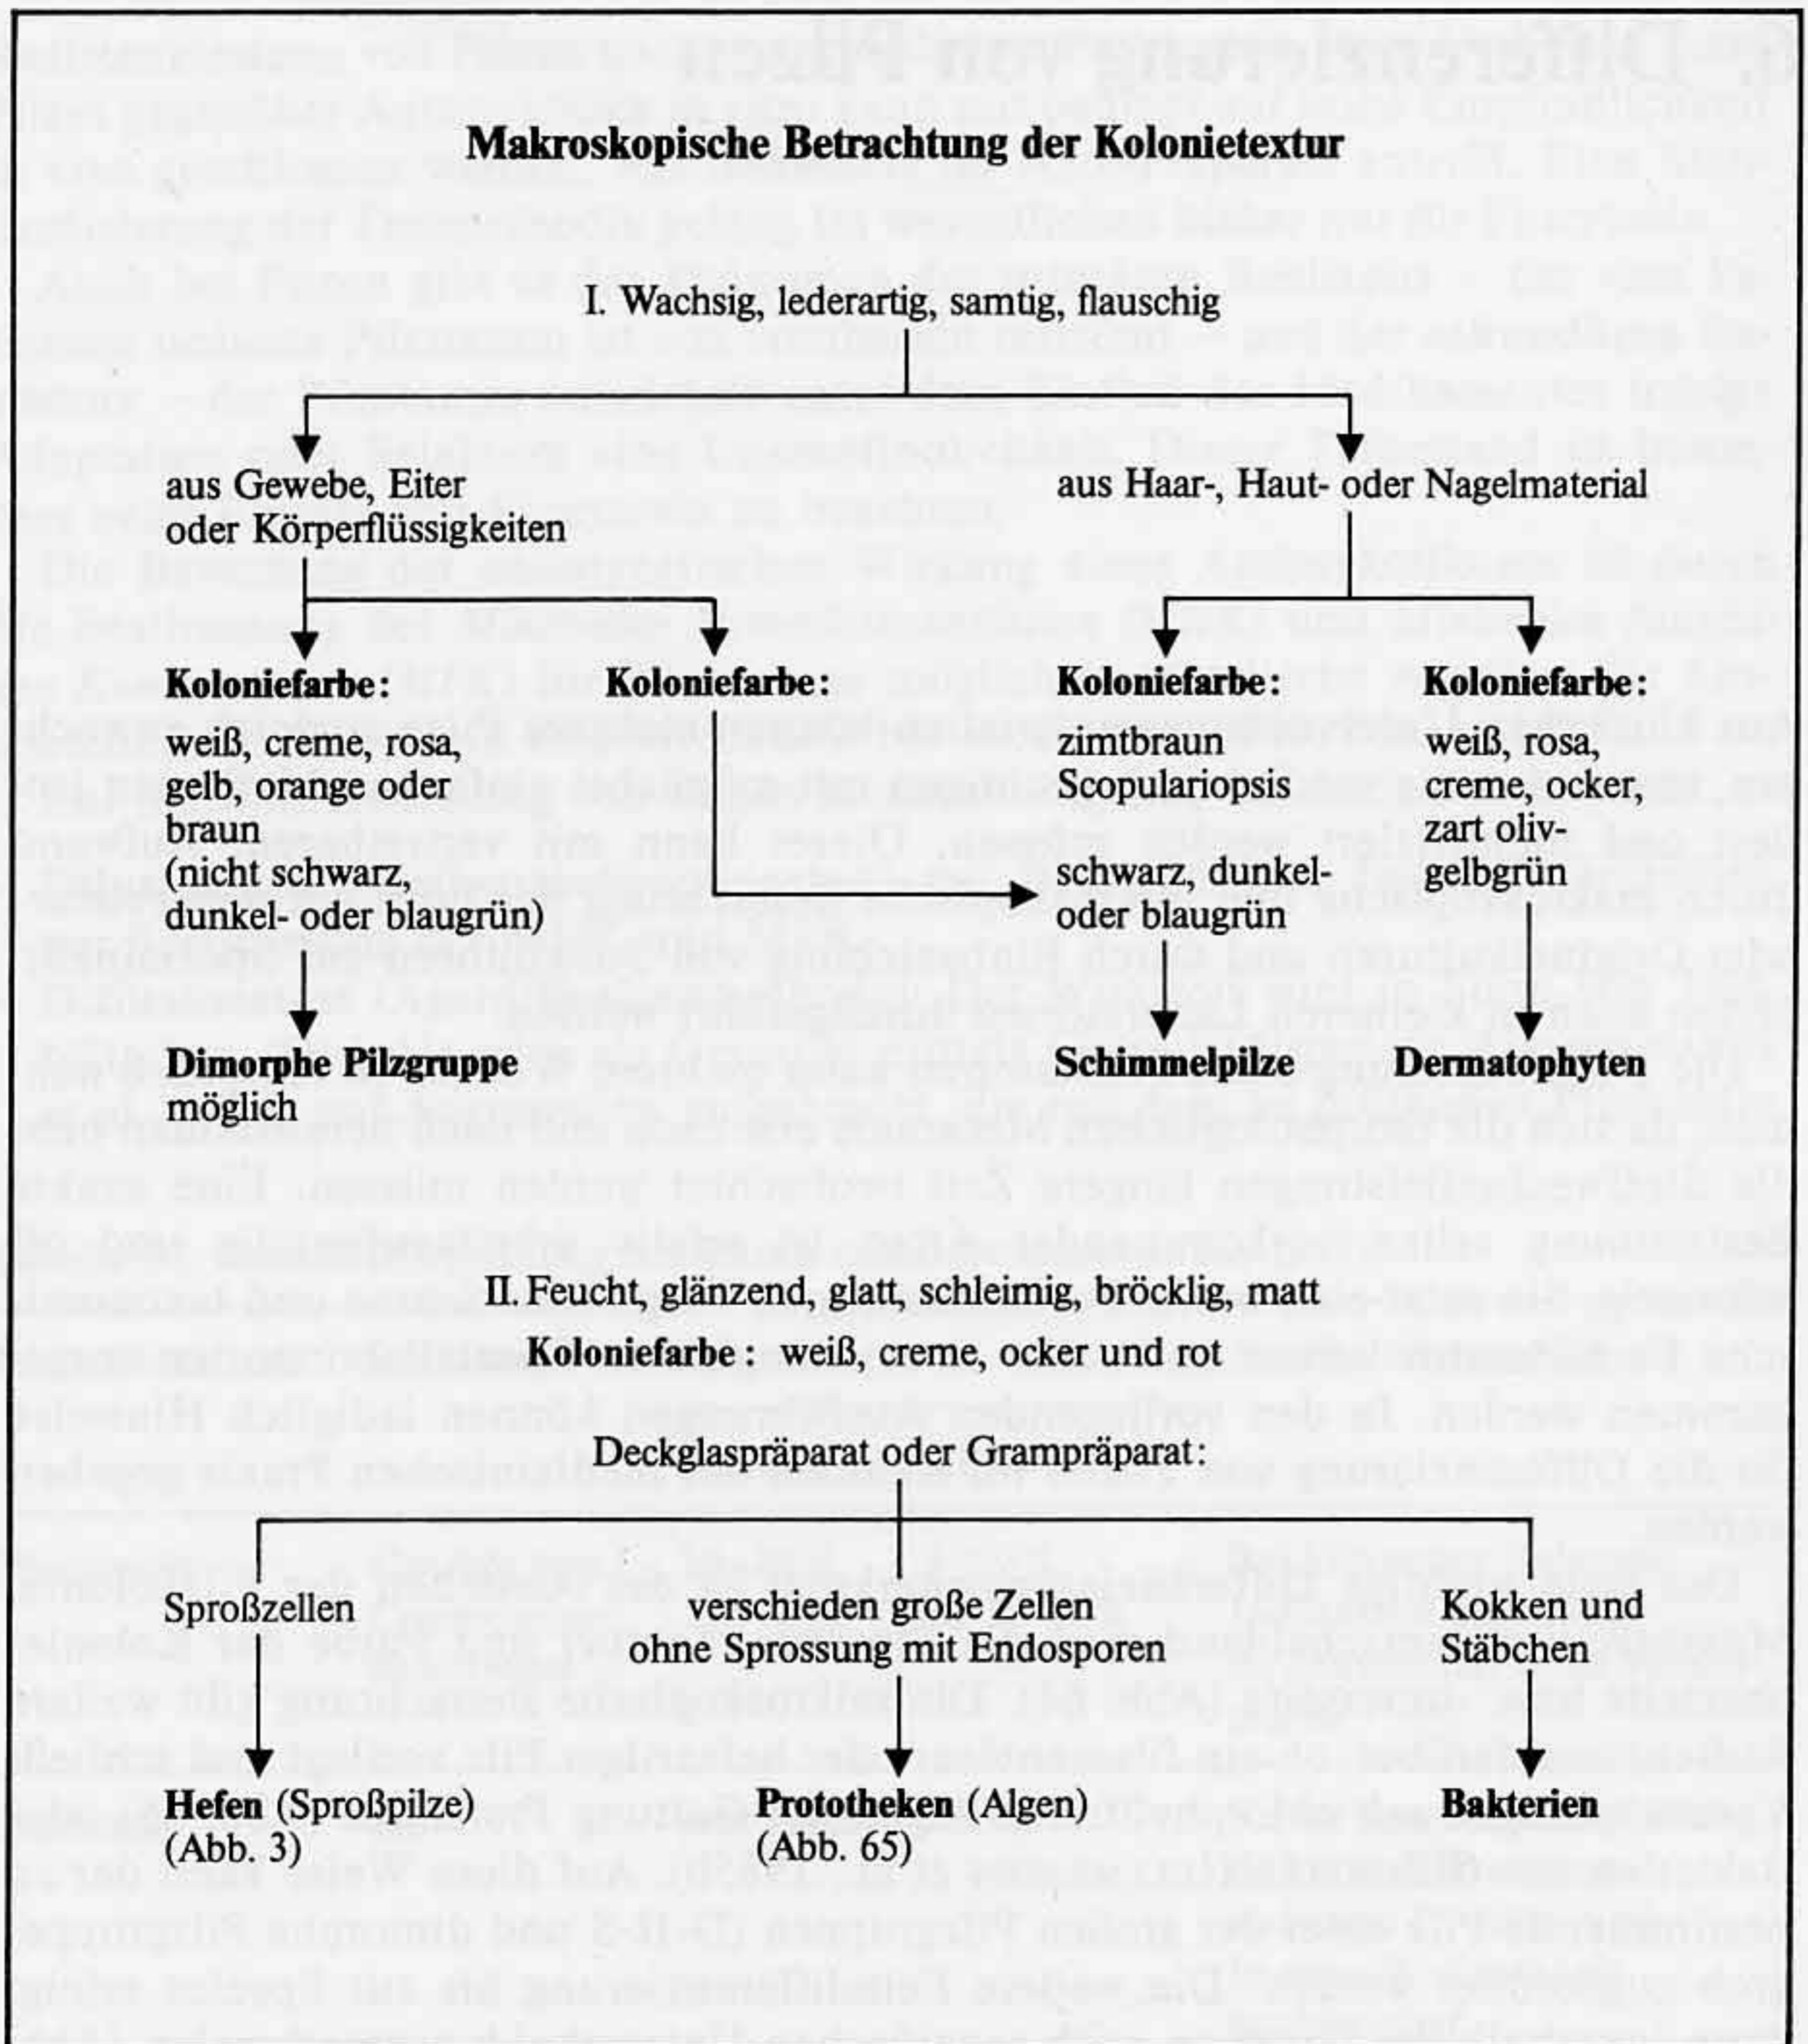 Makroskopische Betrachtung der Kolonietextur
I. Wachsig, lederartig, samtig, flauschig
aus Gewebe, Eiter
oder Körperflüssigkeiten
aus Haar-, Haut- oder Nagelmaterial
Koloniefarbe:
weiß, creme, rosa,
gelb, orange oder
braun
(nicht schwarz,
dunkel- oder blaugrün)
Koloniefarbe:
Koloniefarbe:
zimtbraun
Scopulariopsis
schwarz, dunkel-
oder blaugrün
Koloniefarbe:
weiß, rosa,
creme, ocker,
zart oliv-
gelbgrün
Dimorphe Pilzgruppe
möglich
Schimmelpilze
Dermatophyten
II. Feucht, glänzend, glatt, schleimig, bröcklig, matt
Koloniefarbe: weiß, creme, ocker und rot
Deckglaspräparat oder Grampräparat:
Sproßzellen
verschieden große Zellen
ohne Sprossung mit Endosporen
Kokken und
Stäbchen
Hefen (Sproßpilze)
(Abb. 3)
Prototheken (Algen)
(Abb. 65)
Bakterien